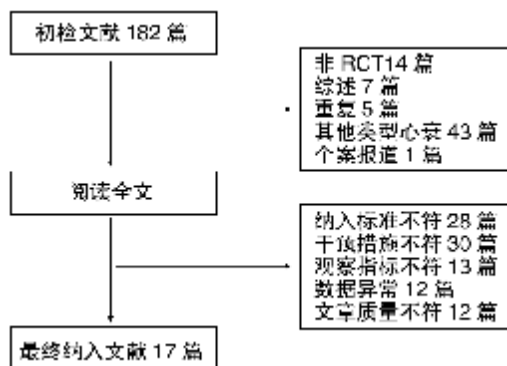 初检文献 182 篇
非 RCT14 篇
综述 7 篇
重复 5 篇
其他类型心衰 43 篇
个案报道 1 篇
阅读全文
纳入标准不符 28 篇
干预措施不符 30 篇
观察指标不符 13 篇
数据异常 12 篇
文章质量不符 12 篇
最终纳入文献 17 篇